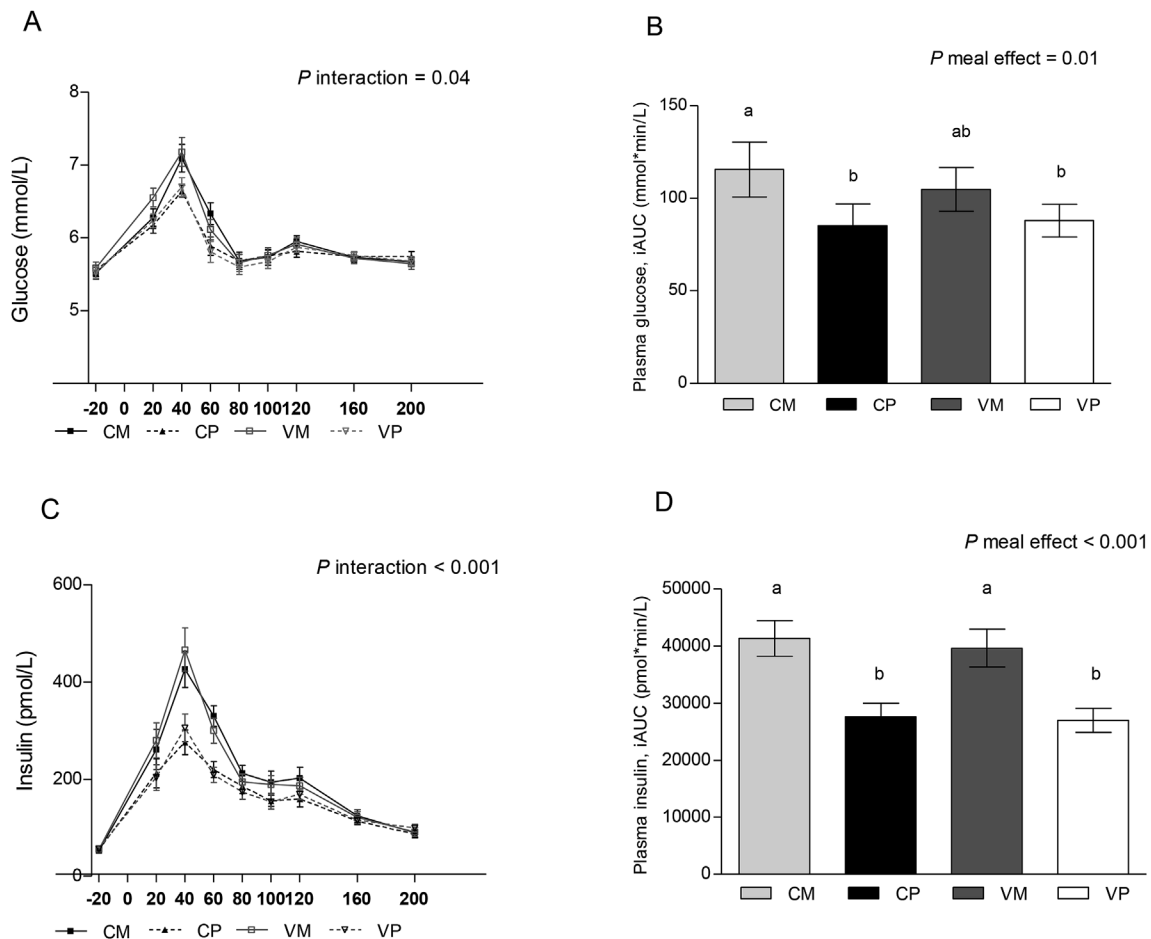 A
P interaction = 0.04
Glucose (mmol/L)
8
7
6
5
-20 0 20 40 60 80 100 120 160 200
CM CP VM VP
B
P meal effect = 0.01
Plasma glucose, iAUC (mmol*min/L)
150
100
50
0
a
b
ab
b
CM CP VM VP
C
P interaction < 0.001
Insulin (pmol/L)
600
400
200
0
-20 0 20 40 60 80 100 120 160 200
CM CP VM VP
D
P meal effect < 0.001
Plasma insulin, iAUC (pmol*min/L)
50000
40000
30000
20000
10000
0
a
b
a
b
CM CP VM VP